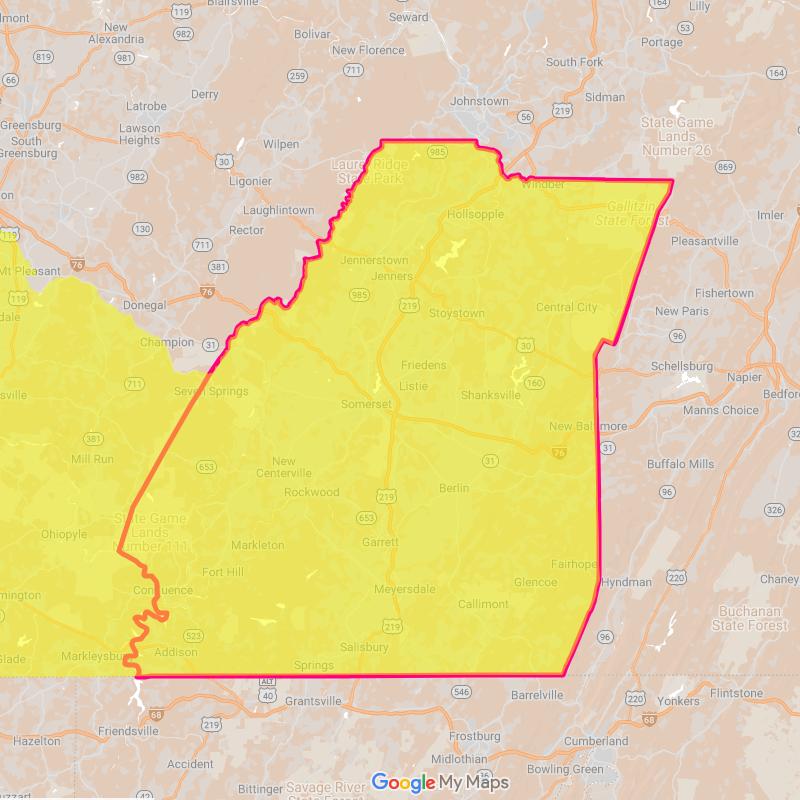 Blairsville
Seward
164
Lilly
New
Alexandria
982
Bolivar
New Florence
53
Portage
819
981
711
South Fork
164
66
259
Derry
Johnstown
219
Sidman
Latrobe
Greensburg
Lawson
Heights
56
State Game
Lands
Number 26
South
Greensburg
30
Wilpen
985
Laurel Ridge
State Park
869
982
Ligonier
Windber
Laughlintown
Hollsopple
Gallitzin
State Forest
Imler
119
130
Rector
711
Pleasantville
76
381
Jennerstown
Jenners
Mt Pleasant
76
985
219
Central City
Fishertown
119
Donegal
Stoystown
New Paris
Champion
31
30
96
Friedens
Schellsburg
Napier
711
Seven Springs
Listie
160
Shanksville
Bedford
Somerset
Manns Choice
New Baltimore
381
31
76
Mill Run
653
New
Centerville
31
Buffalo Mills
Rockwood
219
Berlin
96
326
653
State Game
Lands
Number 111
Ohiopyle
Garrett
Markleton
Fairhope
Fort Hill
Glencoe
Hyndman
220
Chaney
Confluence
Meyersdale
Callimont
Buchanan
State Forest
523
219
96
Markleysburg
Addison
Salisbury
Springs
ALT
40
546
Barrelville
Flintstone
68
Grantsville
220
Yonkers
219
68
Friendsville
Frostburg
Hazelton
Cumberland
Accident
Midlothian
Bowling Green
42
Bittinger
Savage River
State Forest
36
Google My Maps